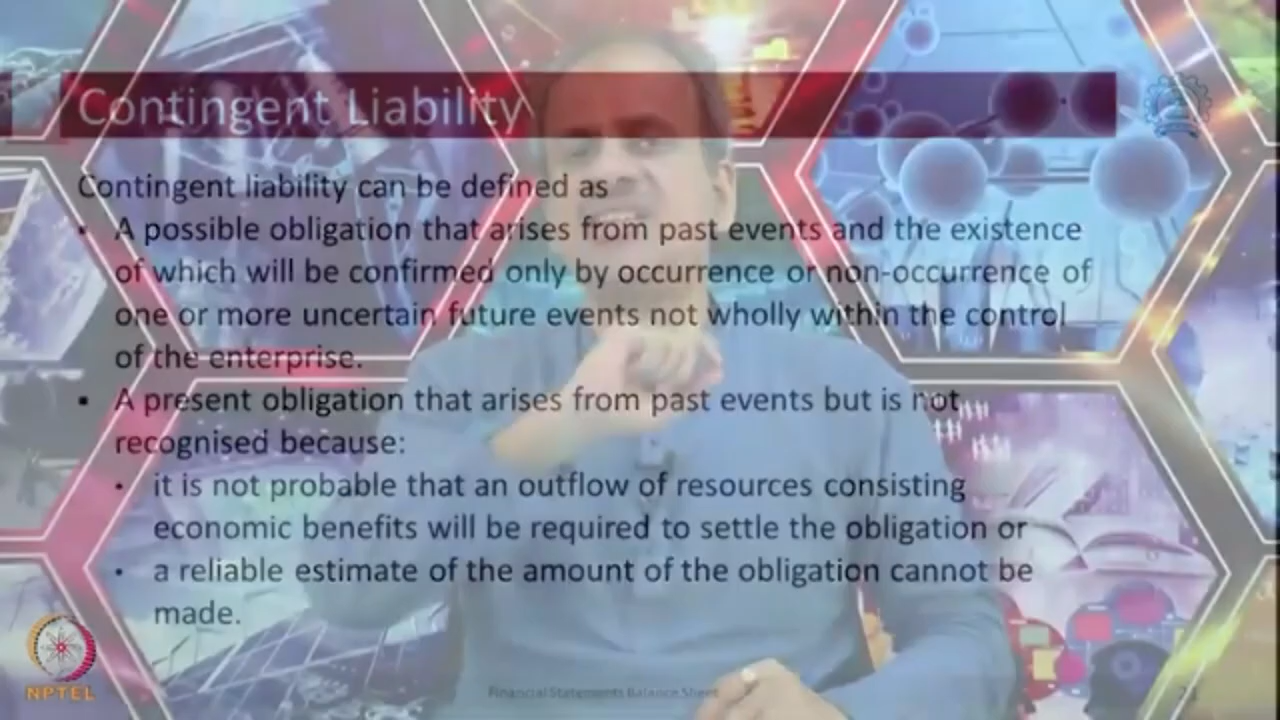 Contingent Liability
Contingent liability can be defined as
▪ A possible obligation that arises from past events and the existence
of which will be confirmed only by occurrence or non-occurrence of
one or more uncertain future events not wholly within the control
of the enterprise.
▪ A present obligation that arises from past events but is not
recognised because:
• it is not probable that an outflow of resources consisting
economic benefits will be required to settle the obligation or
• a reliable estimate of the amount of the obligation cannot be
made.
NPTEL
Financial Statements Balance Sheet